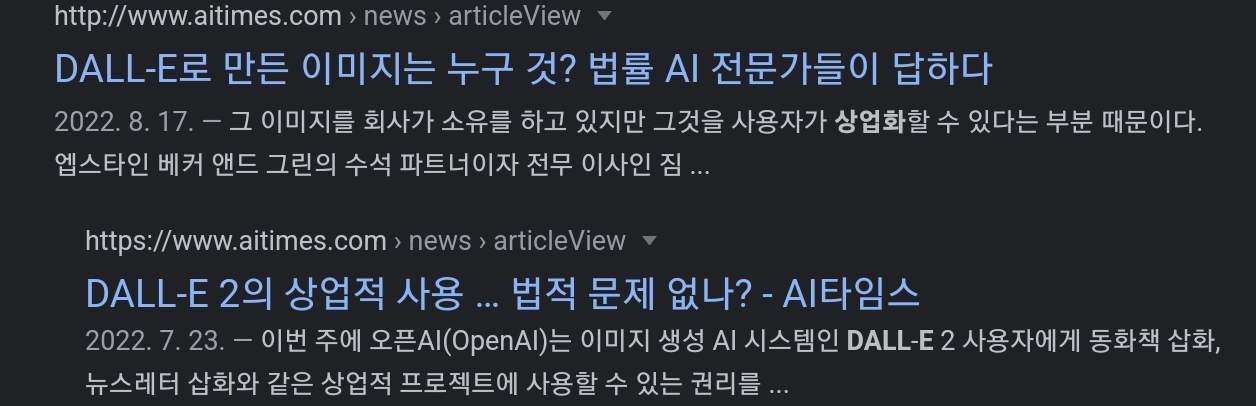 http://www.aitimes.com › news › articleView
DALL-E로 만든 이미지는 누구 것? 법률 AI 전문가들이 답하다
2022. 8. 17. — 그 이미지를 회사가 소유를 하고 있지만 그것을 사용자가 상업화할 수 있다는 부분 때문이다.
엡스타인 베커 앤드 그린의 수석 파트너이자 전무 이사인 짐 ...
https://www.aitimes.com › news › articleView
DALL-E 2의 상업적 사용 ... 법적 문제 없나? - AI타임스
2022. 7. 23. — 이번 주에 오픈AI(OpenAI)는 이미지 생성 AI 시스템인 DALL-E 2 사용자에게 동화책 삽화,
뉴스레터 삽화와 같은 상업적 프로젝트에 사용할 수 있는 권리를 ...